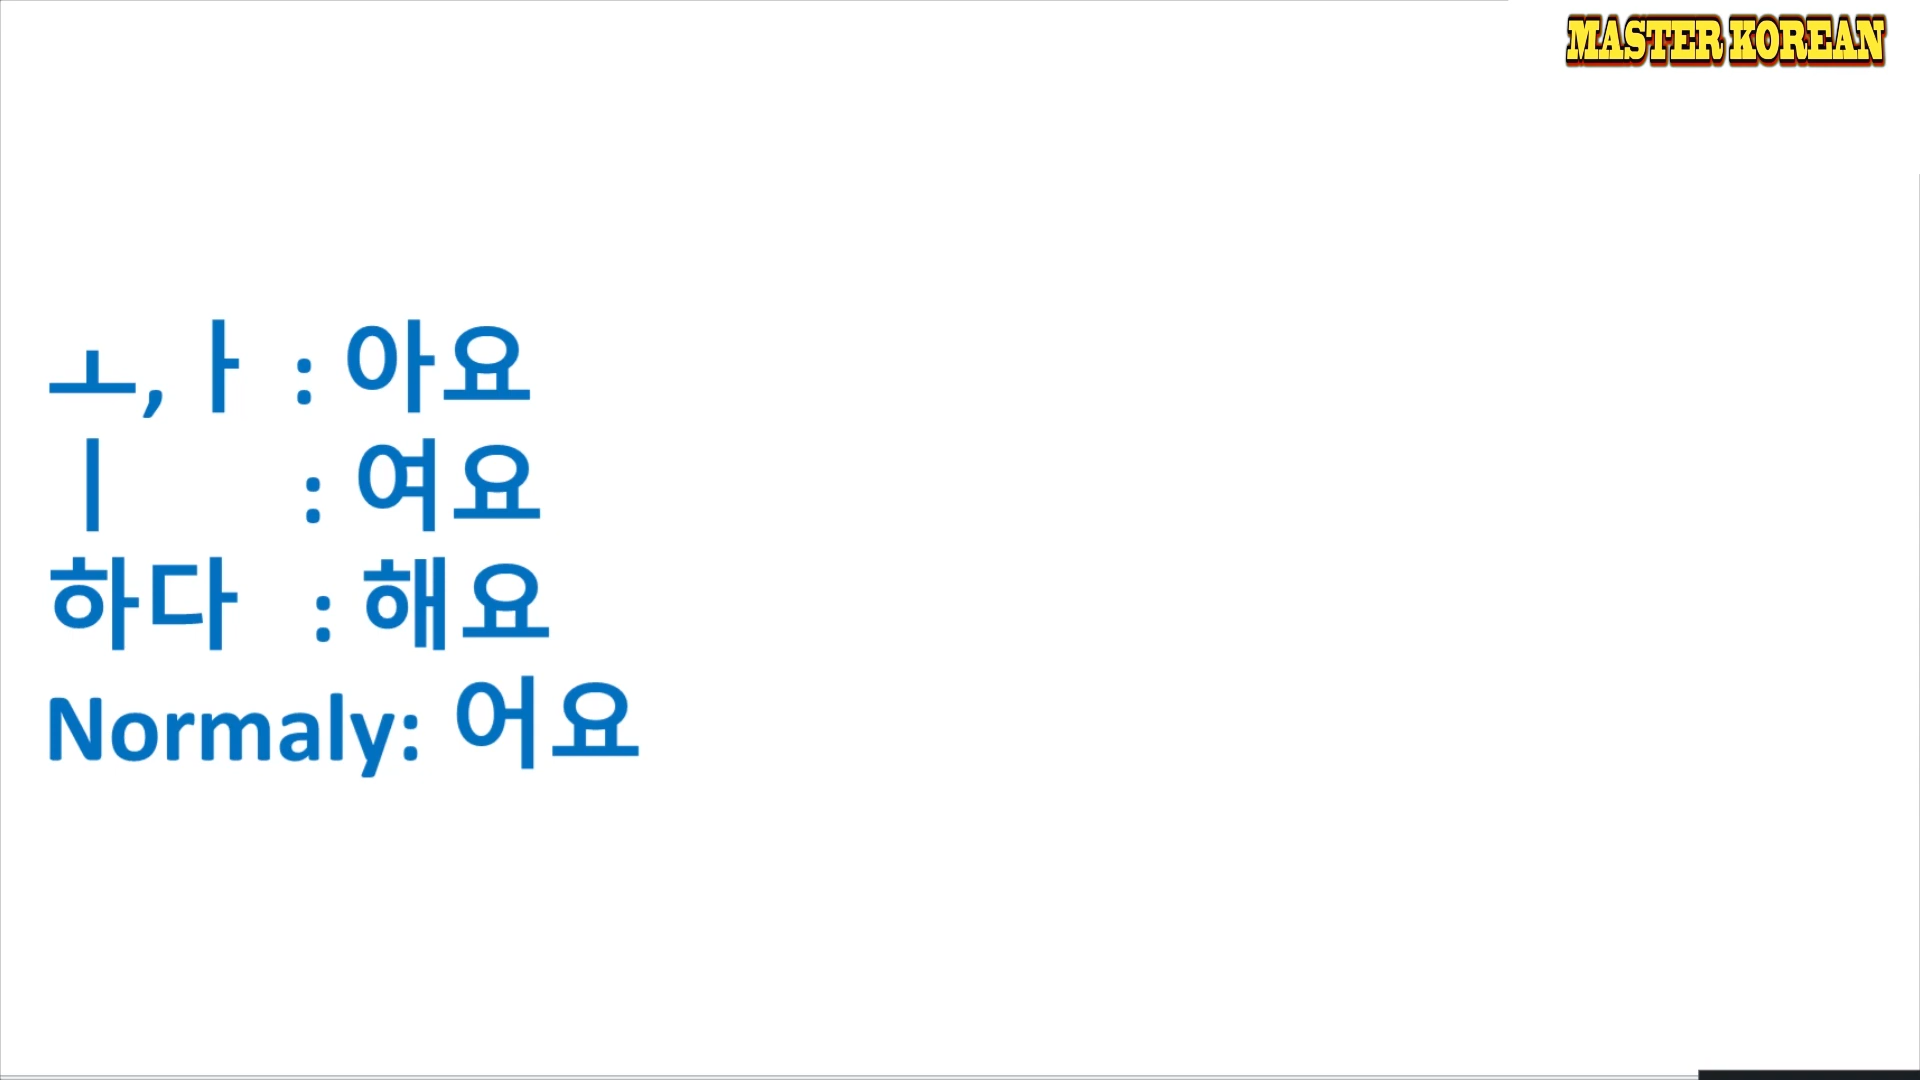 MASTER KOREAN
ㅗ,ㅏ : 아요
ㅣ : 여요
하다 : 해요
Normaly: 어요